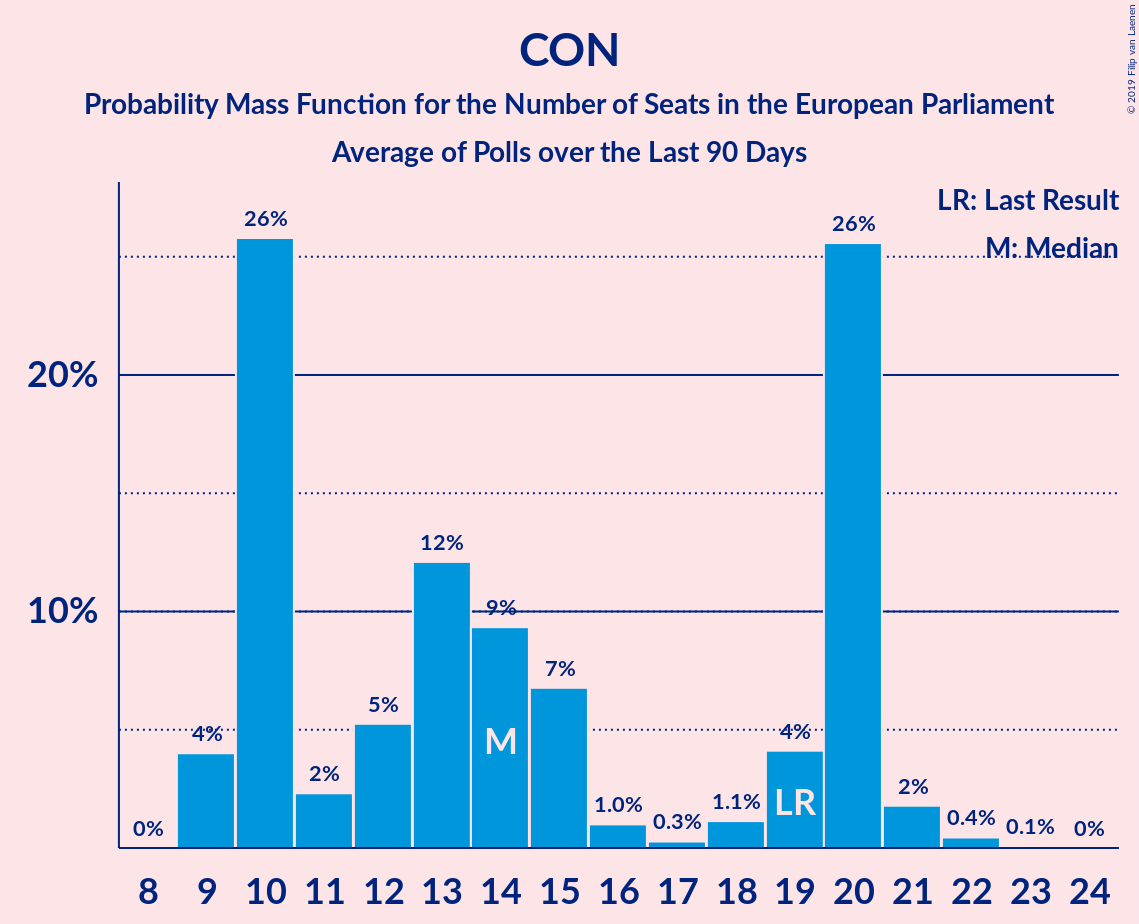 © 2019 Filip van Laenen
CON
Probability Mass Function for the Number of Seats in the European Parliament
Average of Polls over the Last 90 Days
LR: Last Result
M: Median
20%
10%
0%
4%
26%
2%
5%
12%
9%
7%
1.0%
0.3%
1.1%
4%
26%
2%
0.4%
0.1%
0%
M
LR
8 9 10 11 12 13 14 15 16 17 18 19 20 21 22 23 24